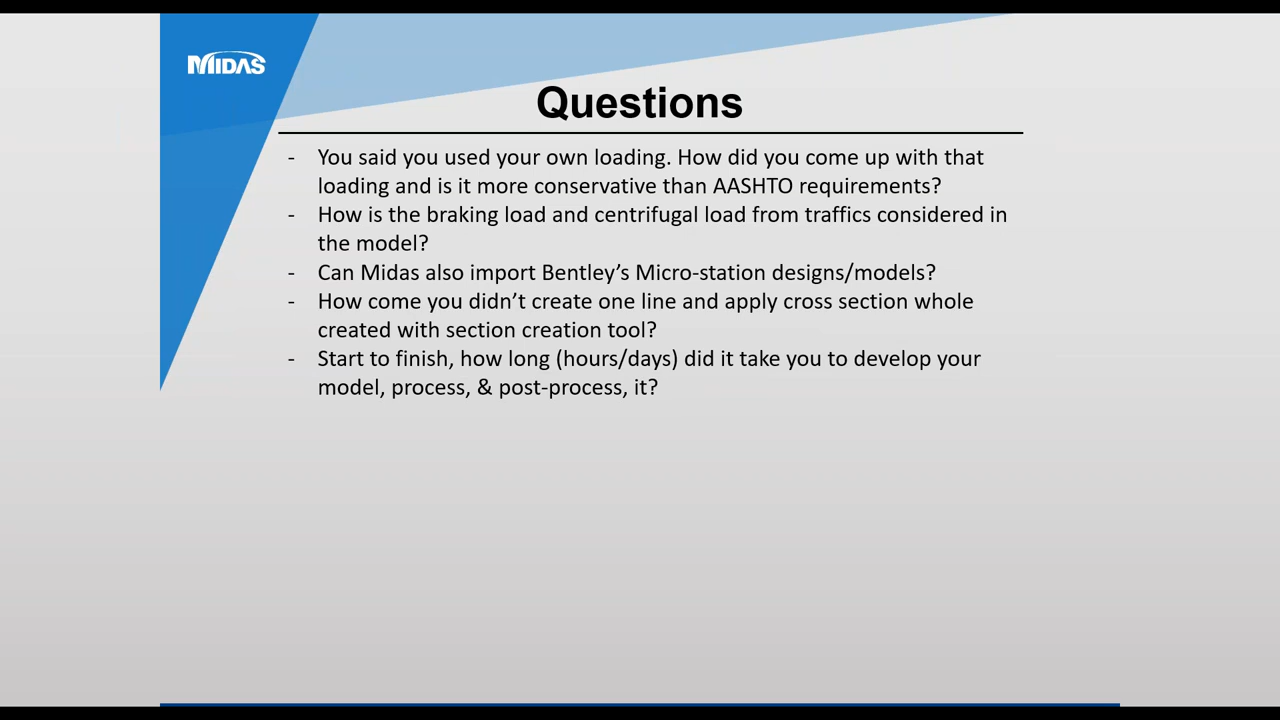 MIDAS
Questions
- You said you used your own loading. How did you come up with that
loading and is it more conservative than AASHTO requirements?
- How is the braking load and centrifugal load from traffics considered in
the model?
- Can Midas also import Bentley’s Micro-station designs/models?
- How come you didn’t create one line and apply cross section whole
created with section creation tool?
- Start to finish, how long (hours/days) did it take you to develop your
model, process, & post-process, it?